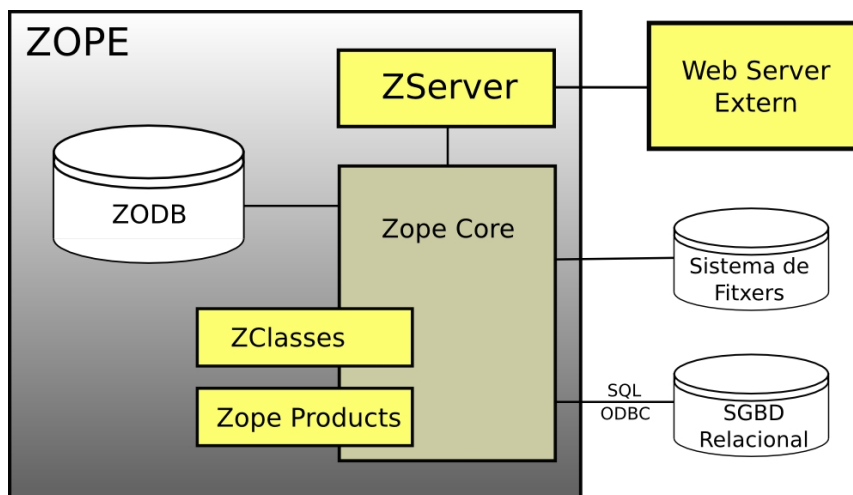 ZOPE
ZServer
Web Server
Extern
ZODB
Zope Core
Sistema de
Fitxers
ZClasses
Zope Products
SQL
ODBC
SGBD
Relacional